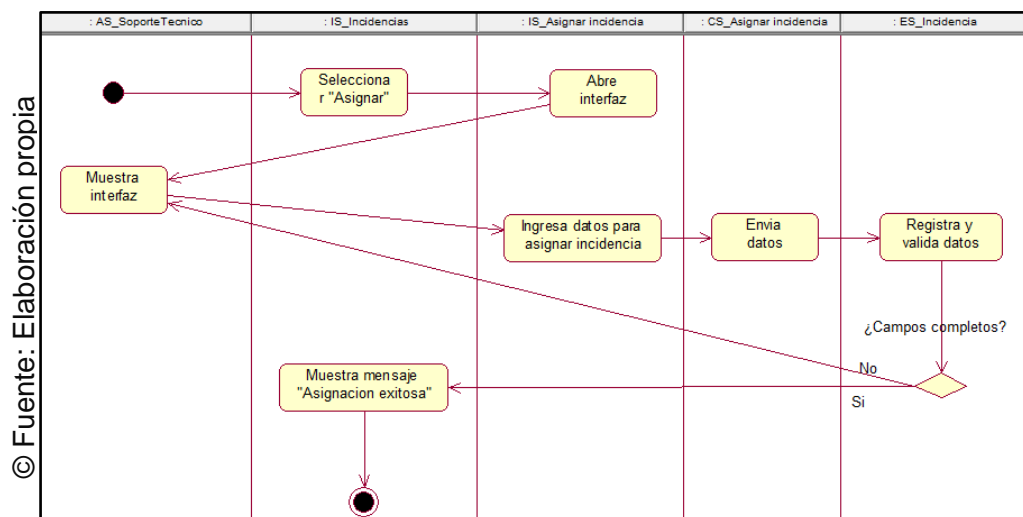 : AS_SoporteTecnico
: IS_Incidencias
: IS_Asignar incidencia
: CS_Asignar incidencia
: ES_Incidencia
Selecciona
r "Asignar"
Abre
interfaz
Muestra
interfaz
Ingresa datos para
asignar incidencia
Envia
datos
Registra y
valida datos
¿Campos completos?
No
Si
Muestra mensaje
"Asignacion exitosa"
© Fuente: Elaboración propia